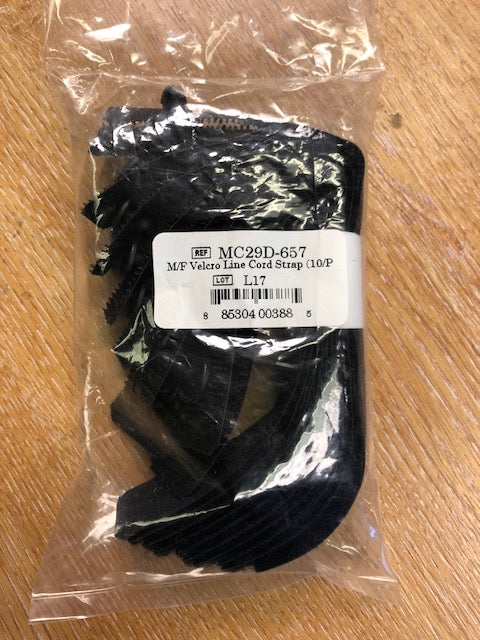 REF MC29D-657
M/F Velcro Line Cord Strap (10/P
LOT L17
8 85304 00388 5